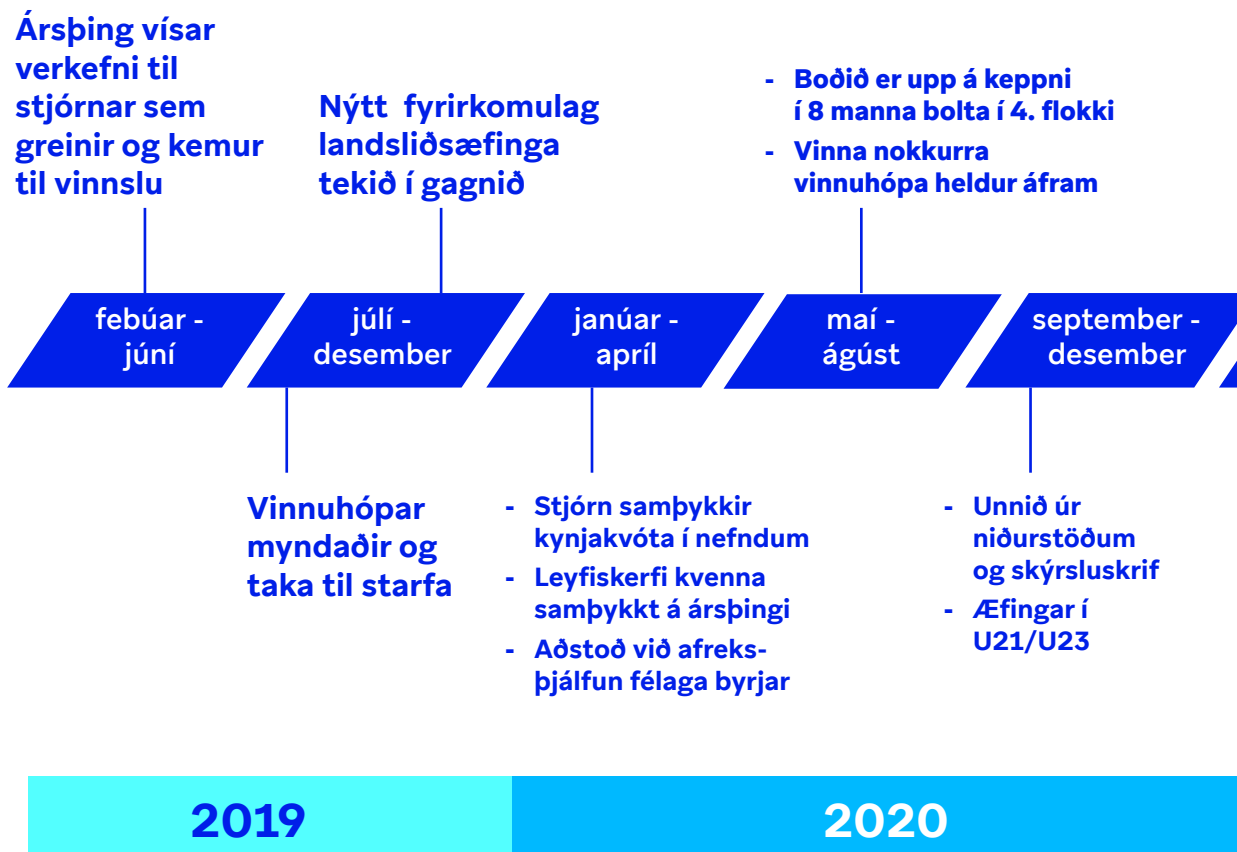 Ársþing vísar
verkefni til
stjórnar sem
greinir og kemur
til vinnslu
Nýtt fyrirkomulag
landsliðsæfinga
tekið í gagnið
- Boðið er upp á keppni
í 8 manna bolta í 4. flokki
- Vinna nokkurra
vinnuhópa heldur áfram
febúar -
júní
júlí -
desember
janúar -
apríl
maí -
ágúst
september -
desember
Vinnuhópar
myndaðir og
taka til starfa
- Stjórn samþykkir
kynjakvóta í nefndum
- Leyfiskerfi kvenna
samþykkt á ársþingi
- Aðstoð við afreks-
þjálfun félaga byrjar
- Unnið úr
niðurstöðum
og skýrsluskrif
- Æfingar í
U21/U23
2019
2020